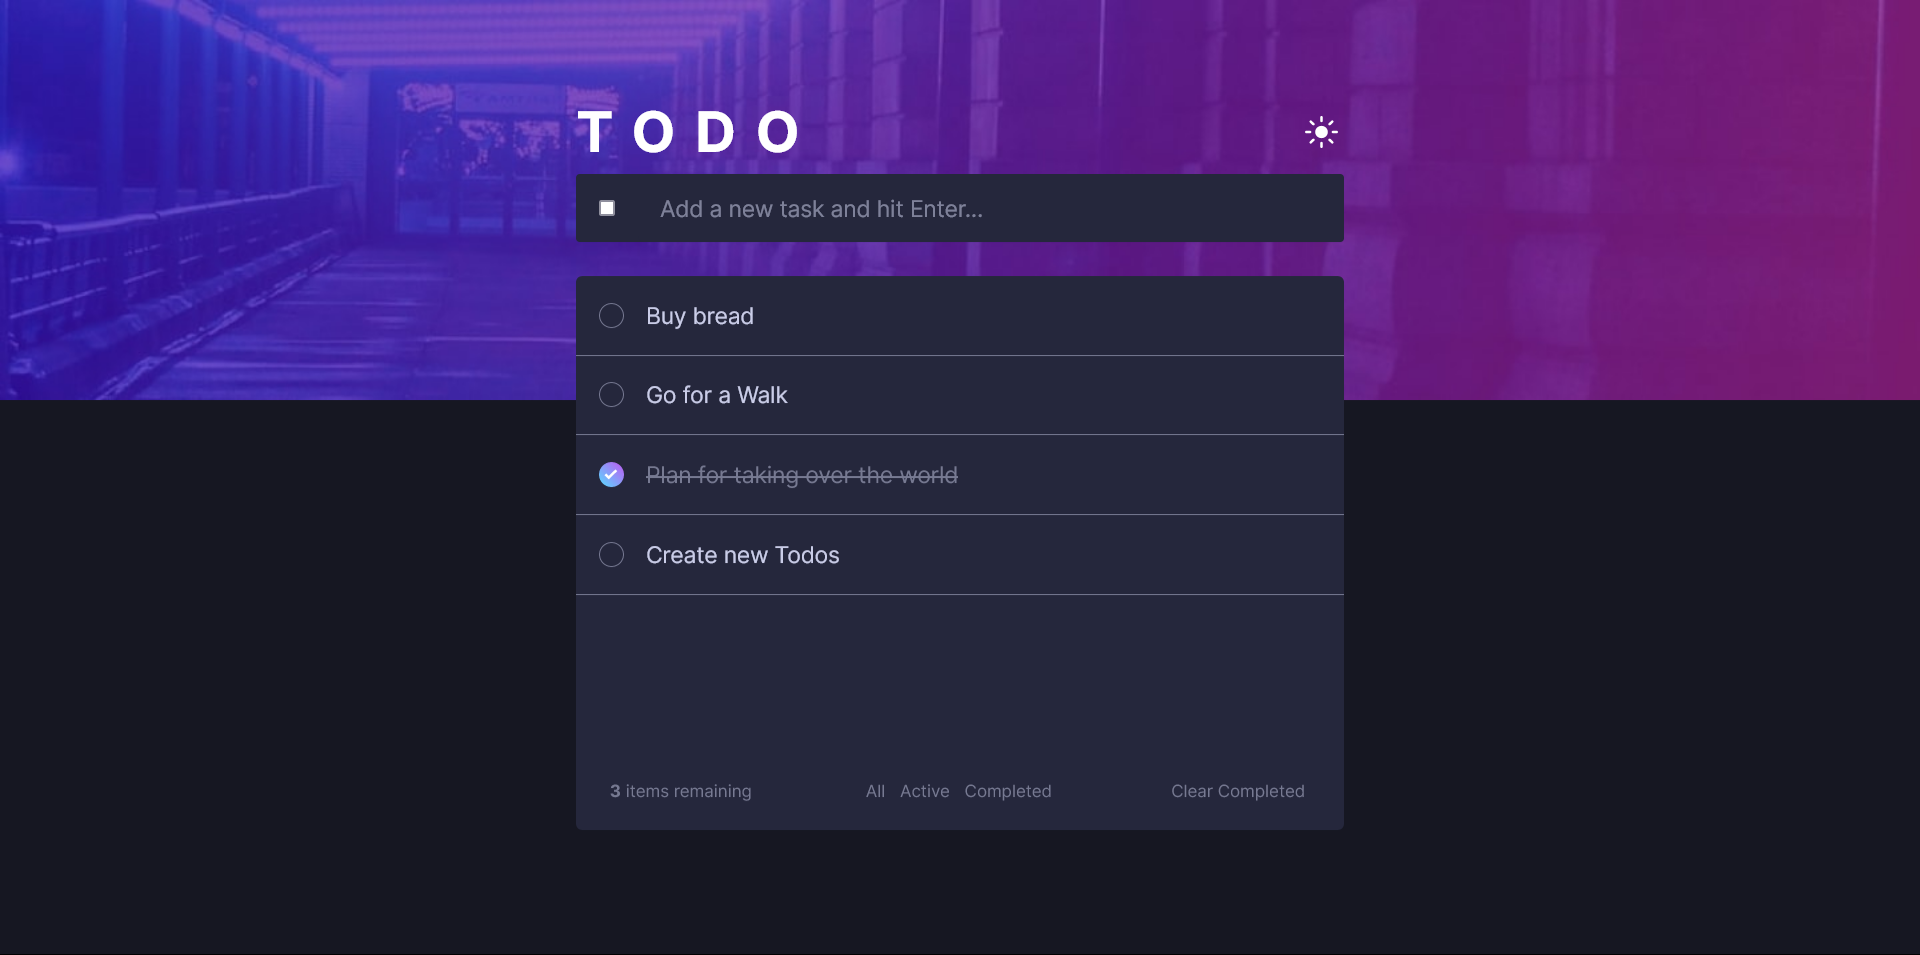 TODO
Add a new task and hit Enter...
Buy bread
Go for a Walk
Plan for taking over the world
Create new Todos
3 items remaining All Active Completed Clear Completed